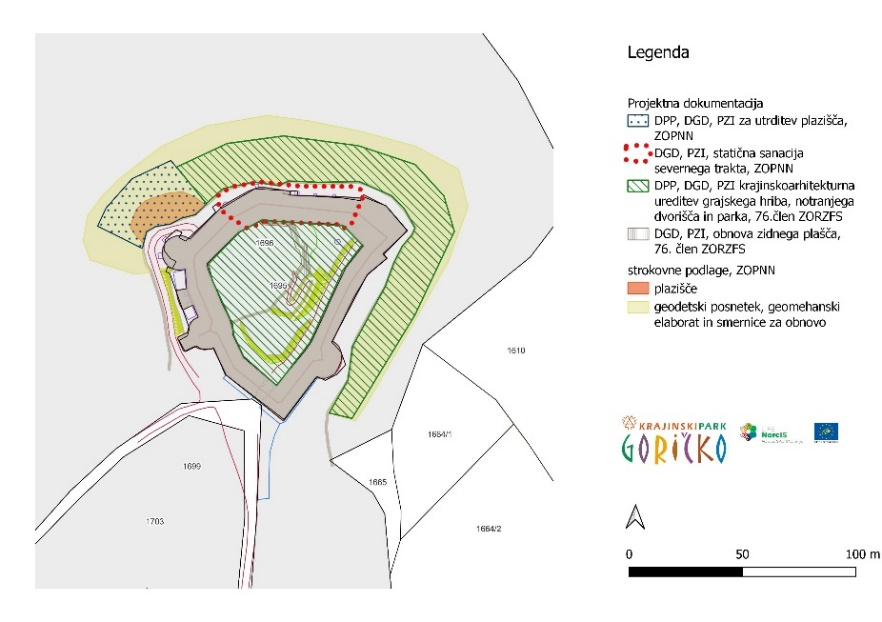 Legenda
Projektna dokumentacija
DPP, DGD, PZI za utrditev plazišča,
ZOPNN
DGD, PZI, statična sanacija
severnega trakta, ZOPNN
DPP, DGD, PZI krajinskoarhitekturna
ureditev grajskega hriba, notranjega
dvorišča in parka, 76.člen ZORZFS
DGD, PZI, obnova zidnega plašča,
76. člen ZORZFS
strokovne podlage, ZOPNN
plazišče
geodetski posnetek, geomehanski
elaborat in smernice za obnovo
1696
1695
1610
1664/1
1665
1699
1703
1664/2
KRAJINSKI PARK
GORIČKO
NarcIS
0 50 100 m